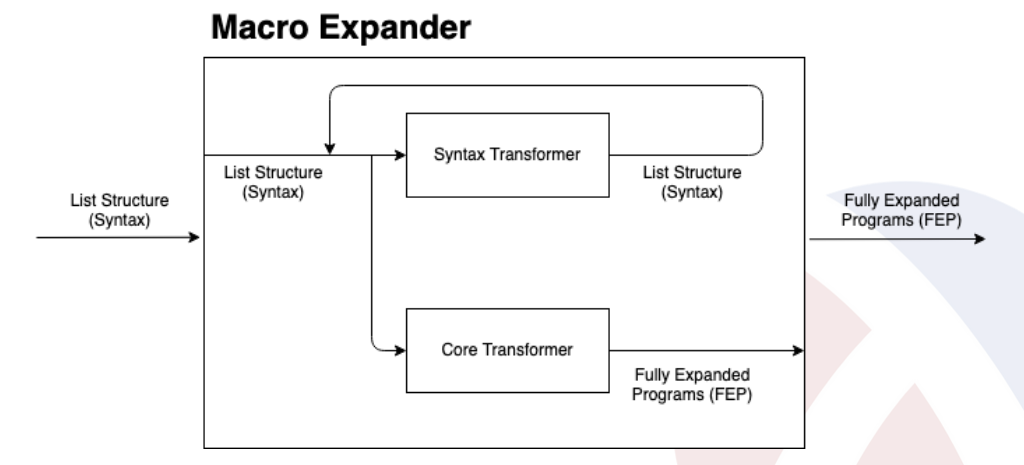 Macro Expander
List Structure
(Syntax)
List Structure
(Syntax)
Syntax Transformer
List Structure
(Syntax)
Core Transformer
Fully Expanded
Programs (FEP)
Fully Expanded
Programs (FEP)